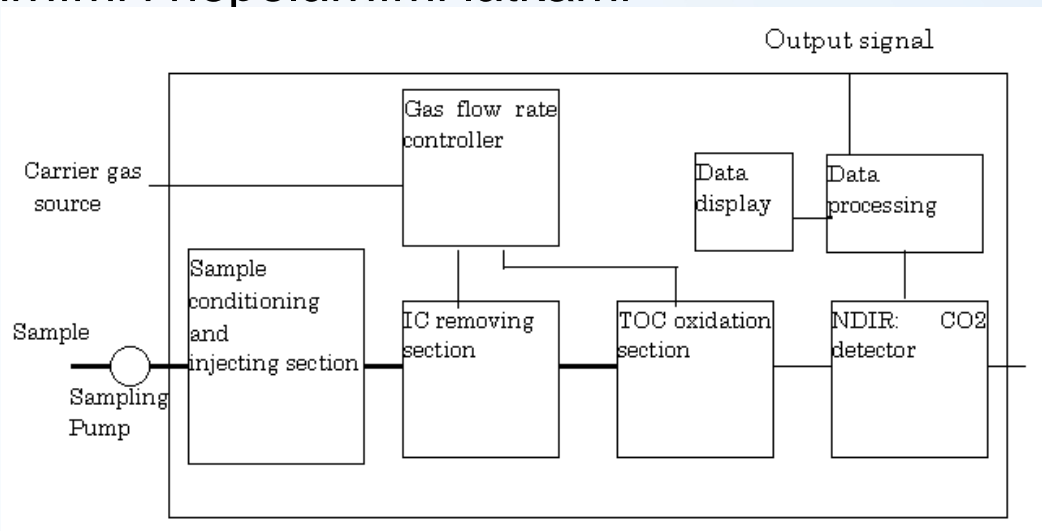 Output signal
Gas flow rate
controller
Carrier gas
source
Data
display
Data
processing
Sample
conditioning
and
injecting section
Sample
Sampling
Pump
IC removing
section
TOC oxidation
section
NDIR: CO2
detector